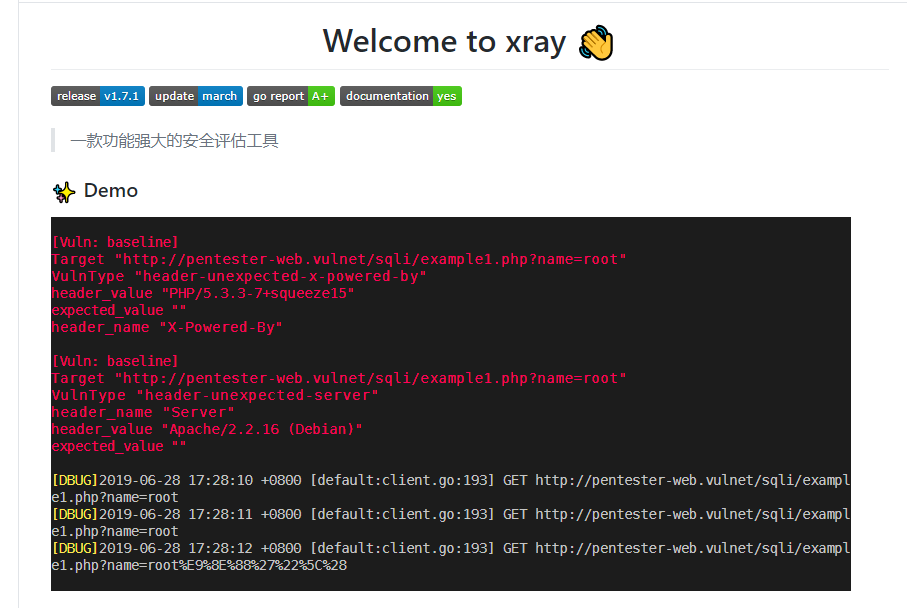 Welcome to xray 👋
release v1.7.1 update march go report A+ documentation yes
一款功能强大的安全评估工具
✨ Demo
[Vuln: baseline]
Target "http://pentester-web.vulnet/sqli/example1.php?name=root"
VulnType "header-unexpected-x-powered-by"
header_value "PHP/5.3.3-7+squeeze15"
expected_value ""
header_name "X-Powered-By"
[Vuln: baseline]
Target "http://pentester-web.vulnet/sqli/example1.php?name=root"
VulnType "header-unexpected-server"
header_name "Server"
header_value "Apache/2.2.16 (Debian)"
expected_value ""
[DBUG]2019-06-28 17:28:10 +0800 [default:client.go:193] GET http://pentester-web.vulnet/sqli/exampl
e1.php?name=root
[DBUG]2019-06-28 17:28:11 +0800 [default:client.go:193] GET http://pentester-web.vulnet/sqli/exampl
e1.php?name=root
[DBUG]2019-06-28 17:28:12 +0800 [default:client.go:193] GET http://pentester-web.vulnet/sqli/exampl
e1.php?name=root%E9%8E%88%27%22%5C%28